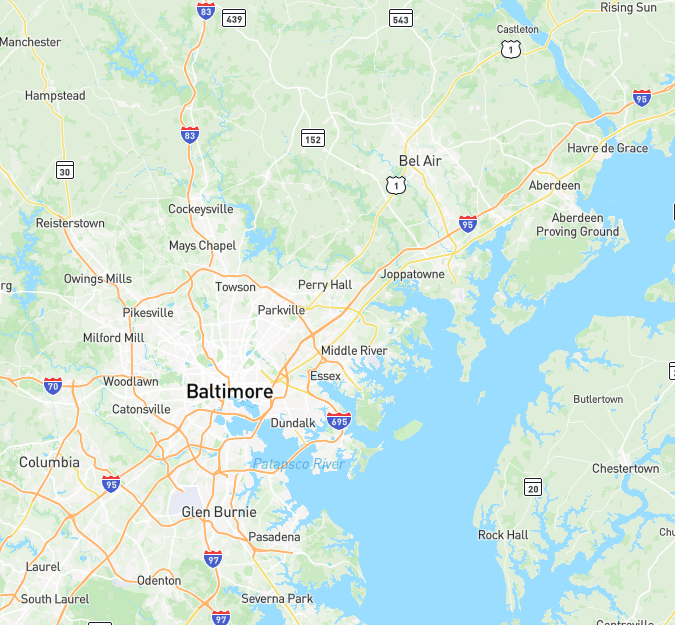 Rising Sun
83
439
543
Castleton
1
Manchester
Hampstead
95
83
152
Havre de Grace
Bel Air
30
1
Aberdeen
Cockeysville
Aberdeen
Proving Ground
Reisterstown
95
Mays Chapel
Joppatowne
Owings Mills
Perry Hall
Towson
rg
Pikesville
Parkville
Milford Mill
Middle River
Essex
Woodlawn
70
Baltimore
Butlertown
Catonsville
Dundalk
695
Columbia
Patapsco River
Chestertown
95
20
Glen Burnie
Pasadena
Rock Hall
Chu
97
Laurel
Odenton
South Laurel
Severna Park
97